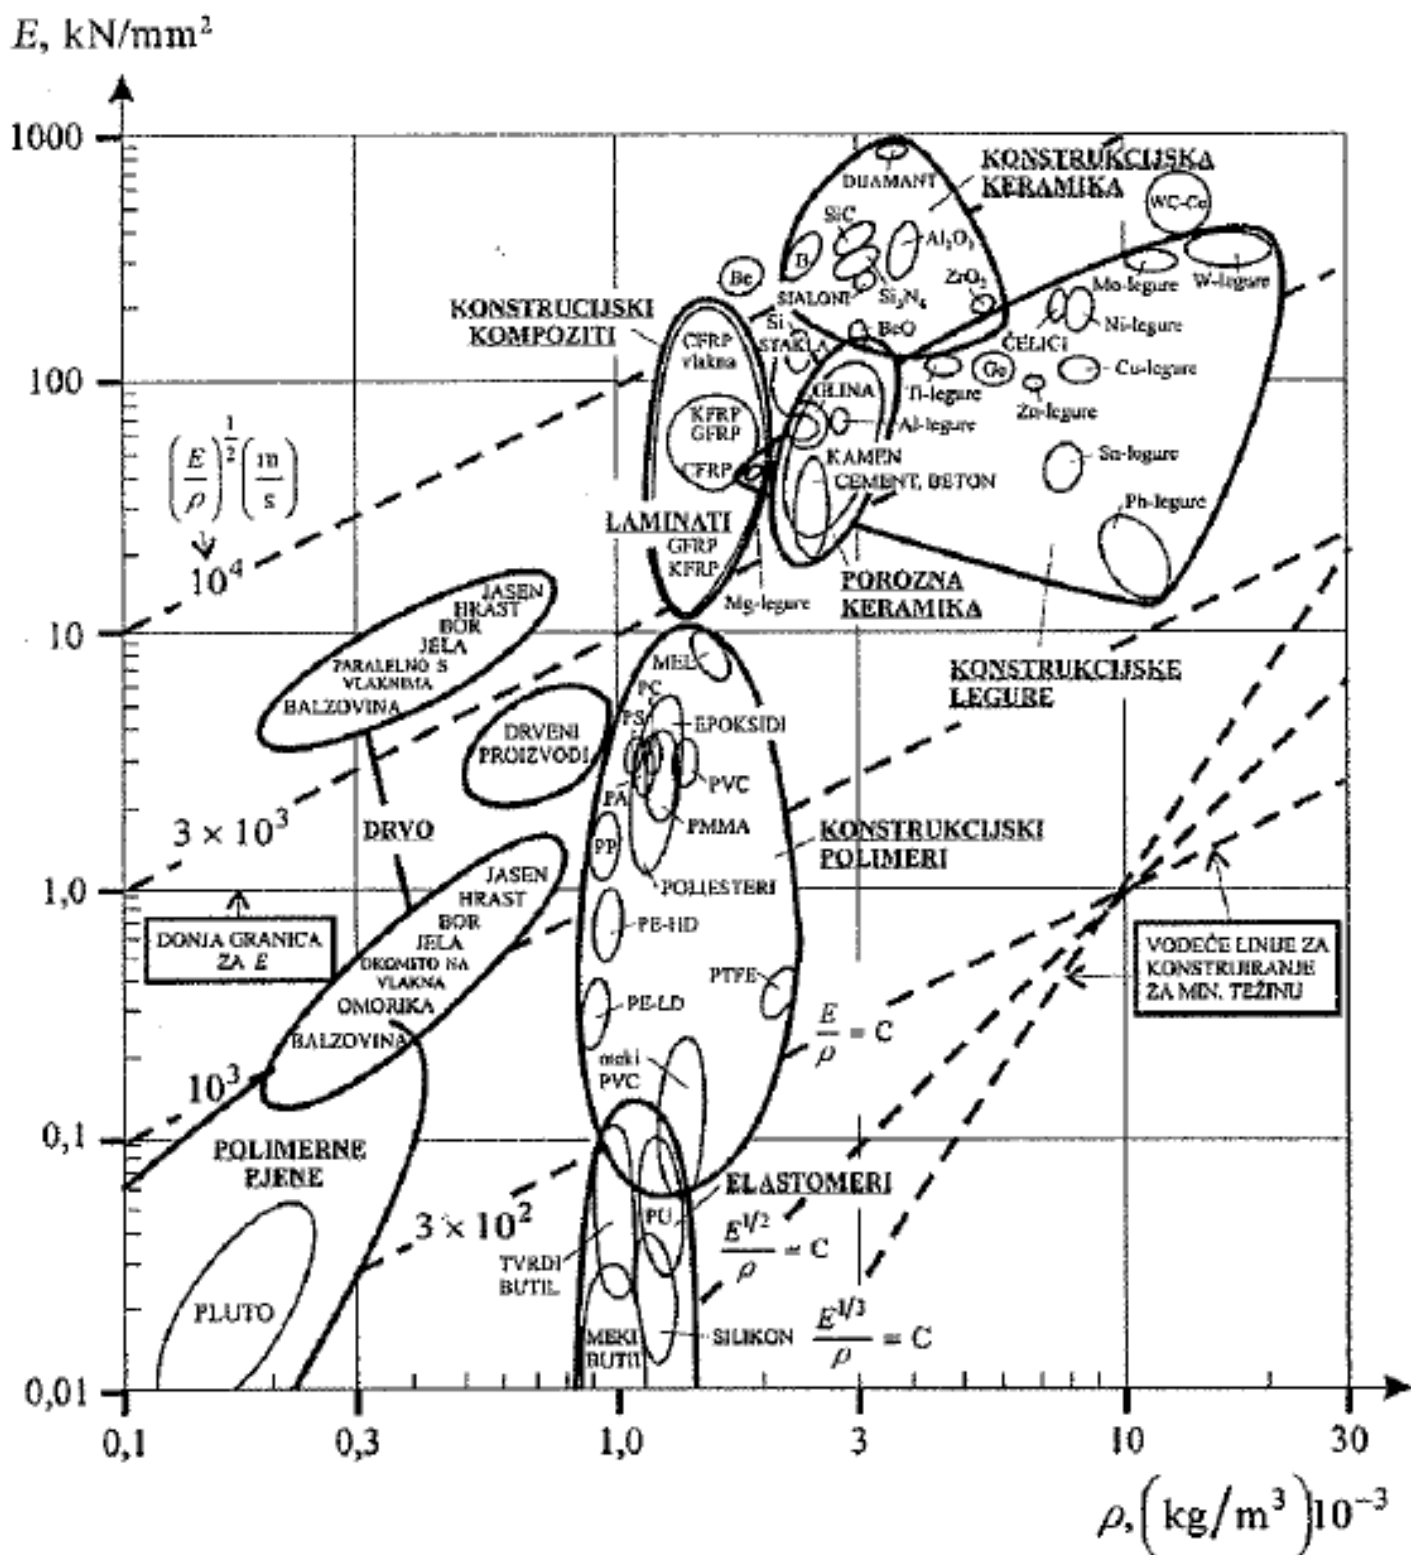 E, kN/mm²
1000
100
10
1,0
0,1
0,01
0,1
0,3
1,0
3
10
30
ρ, (kg/m³)10⁻³
(E/ρ)^(1/2) (m/s)
10⁴
3 × 10³
10³
3 × 10²
KONSTRUKCIJSKA
KERAMIKA
DIJAMANT
SiC
B
Al₂O₃
SIALONI
Si₃N₄
ZrO₂
BeO
Be
Si
STAKLA
WC-Co
Mo-legure
W-legure
ČELICI
Ni-legure
Ti-legure
Ge
Cu-legure
Zn-legure
Sn-legure
KONSTRUCIJSKI
KOMPOZITI
CFRP
vlakna
KFRP
GFRP
CFRP
LAMINATI
GFRP
KFRP
Mg-legure
GLINA
Al-legure
KAMEN
CEMENT, BETON
POROZNA
KERAMIKA
Pb-legure
KONSTRUKCIJSKE
LEGURE
JASEN
HRAST
BOR
JELA
PARALELNO S
VLAKNIMA
BALZOVINA
DRVENI
PROIZVODI
DRVO
JASEN
HRAST
BOR
JELA
OKOMITO NA
VLAKNA
OMORIKA
BALZOVINA
DONJA GRANICA
ZA E
MEL
PC
PS
EPOKSIDI
PA
PVC
PMMA
PP
POLIESTERI
PE-HD
PE-LD
PTFE
meki
PVC
KONSTRUKCIJSKI
POLIMERI
VODEĆE LINIJE ZA
KONSTRUIRANJE
ZA MIN. TEŽINU
E/ρ = C
E^(1/2)/ρ = C
E^(1/3)/ρ = C
POLIMERNE
PJENE
PLUTO
ELASTOMERI
PU
TVRDI
BUTIL
MEKI
BUTIL
SILIKON